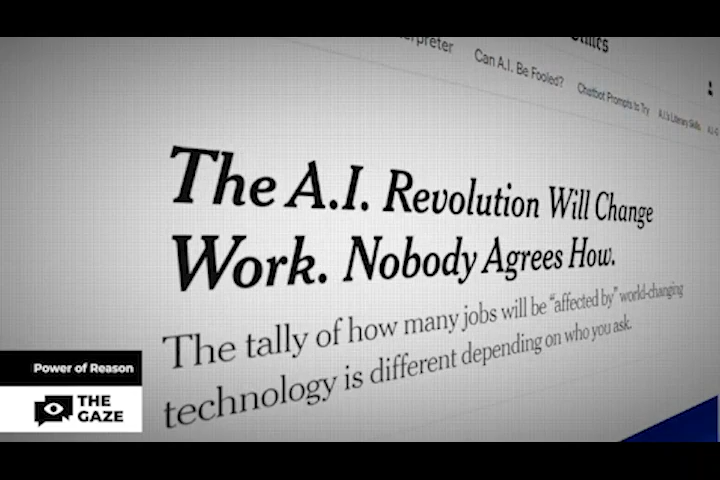 Can A.I. Be Fooled?
Chatbot Prompts to Try
A.I.'s Literary Skills
The A.I. Revolution Will Change
Work. Nobody Agrees How.
The tally of how many jobs will be “affected by” world-changing
technology is different depending on who you ask.
Power of Reason
THE
GAZE